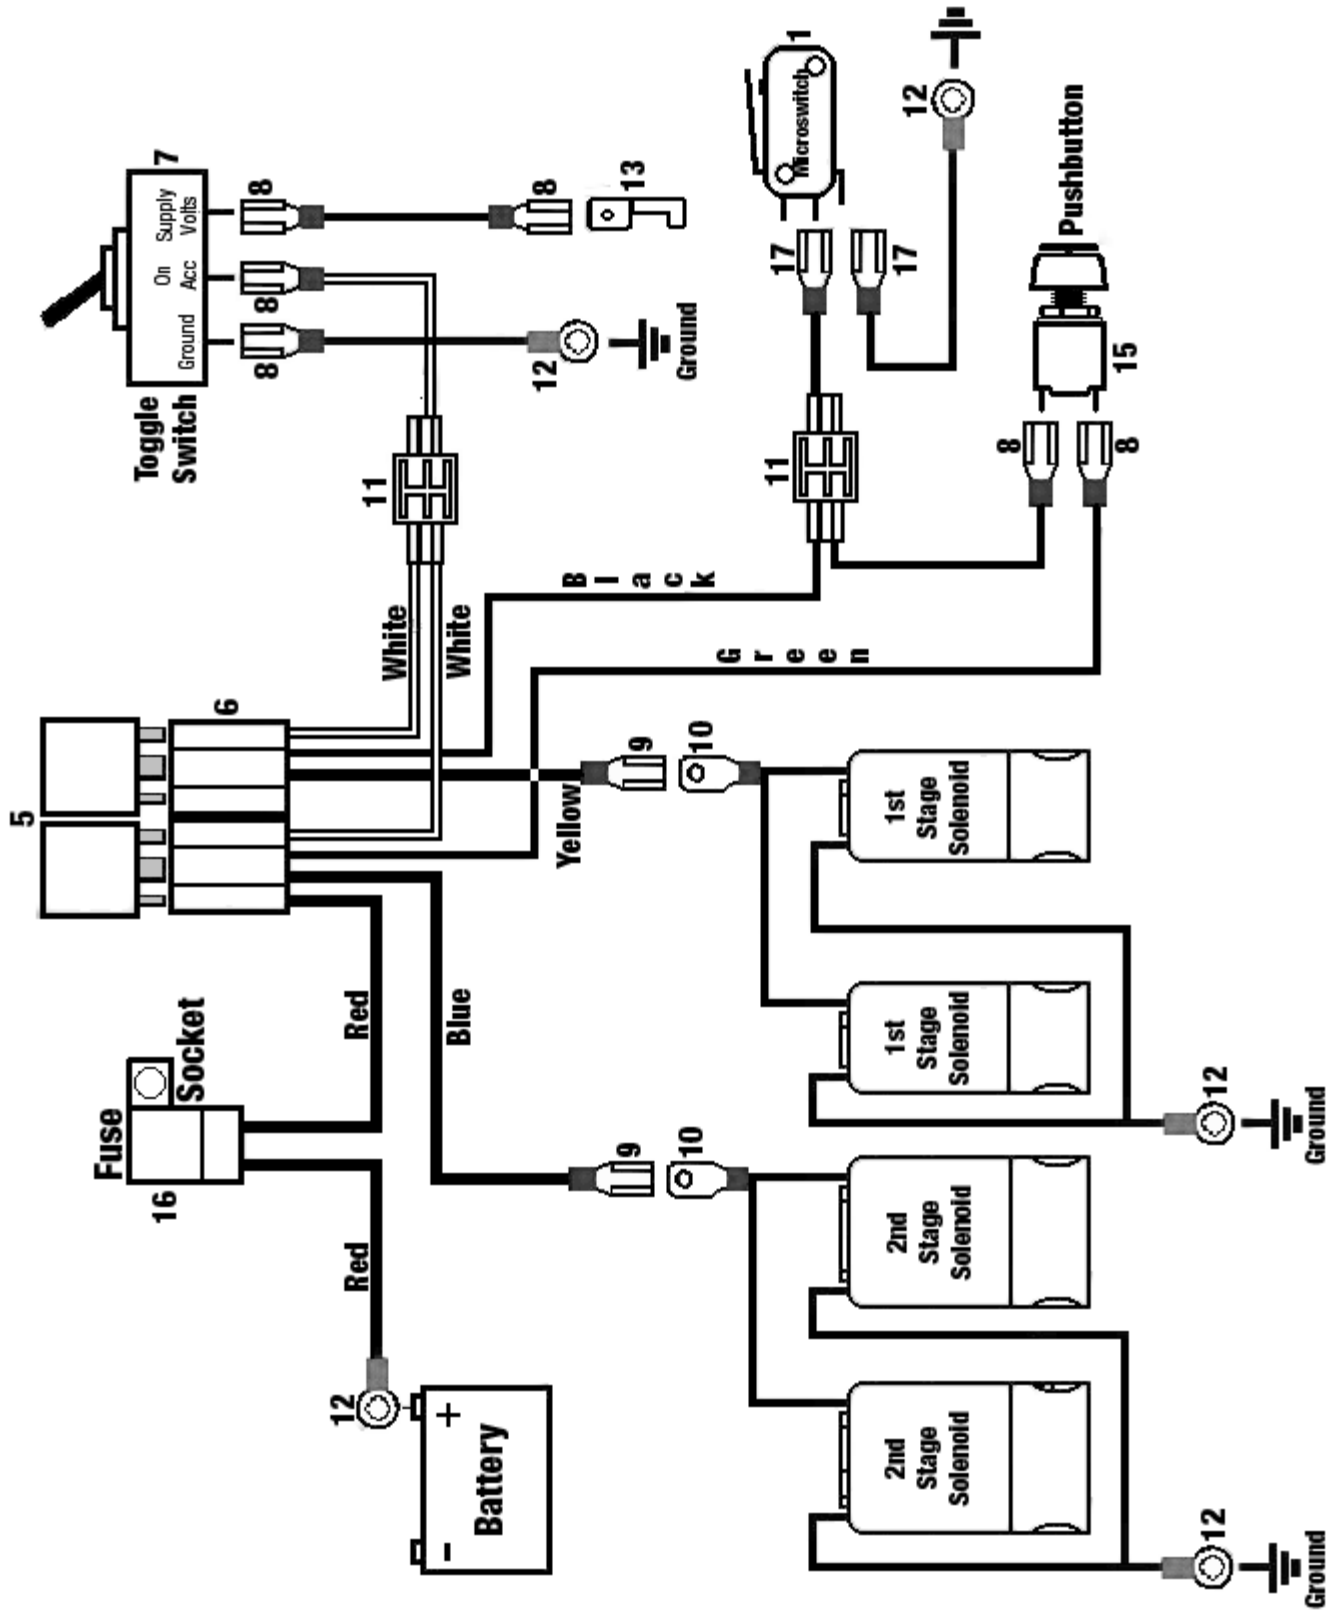 5
7
Supply
Volts
On
Acc
Ground
Toggle
Switch
8
8
8
8
13
12
Ground
Microswitch
1
12
17
17
Pushbutton
15
8
8
11
11
White
White
Black
Green
6
Yellow
9
10
Fuse
Socket
16
Red
Red
Blue
9
10
12
Battery
+
-
1st
Stage
Solenoid
1st
Stage
Solenoid
2nd
Stage
Solenoid
2nd
Stage
Solenoid
12
Ground
12
Ground